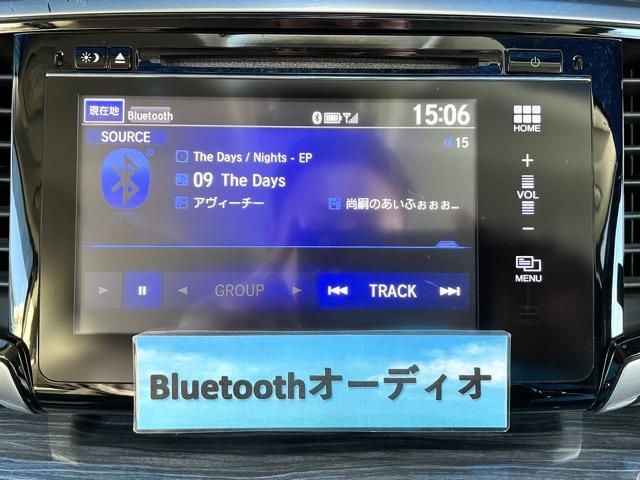 現在地 Bluetooth
15:06
HOME
SOURCE
15
The Days / Nights - EP
09 The Days
アヴィーチー
尚嗣のあいふぉぉぉ...
+
VOL
−
MENU
GROUP
TRACK
BACK
Bluetoothオーディオ